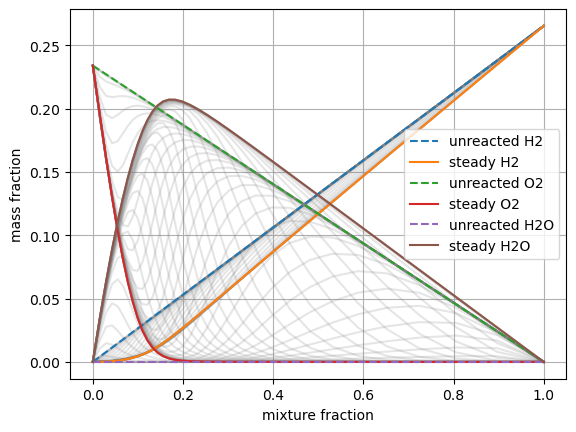 0.25
0.20
0.15
0.10
0.05
0.00
mass fraction
unreacted H2
steady H2
unreacted O2
steady O2
unreacted H2O
steady H2O
0.0 0.2 0.4 0.6 0.8 1.0
mixture fraction